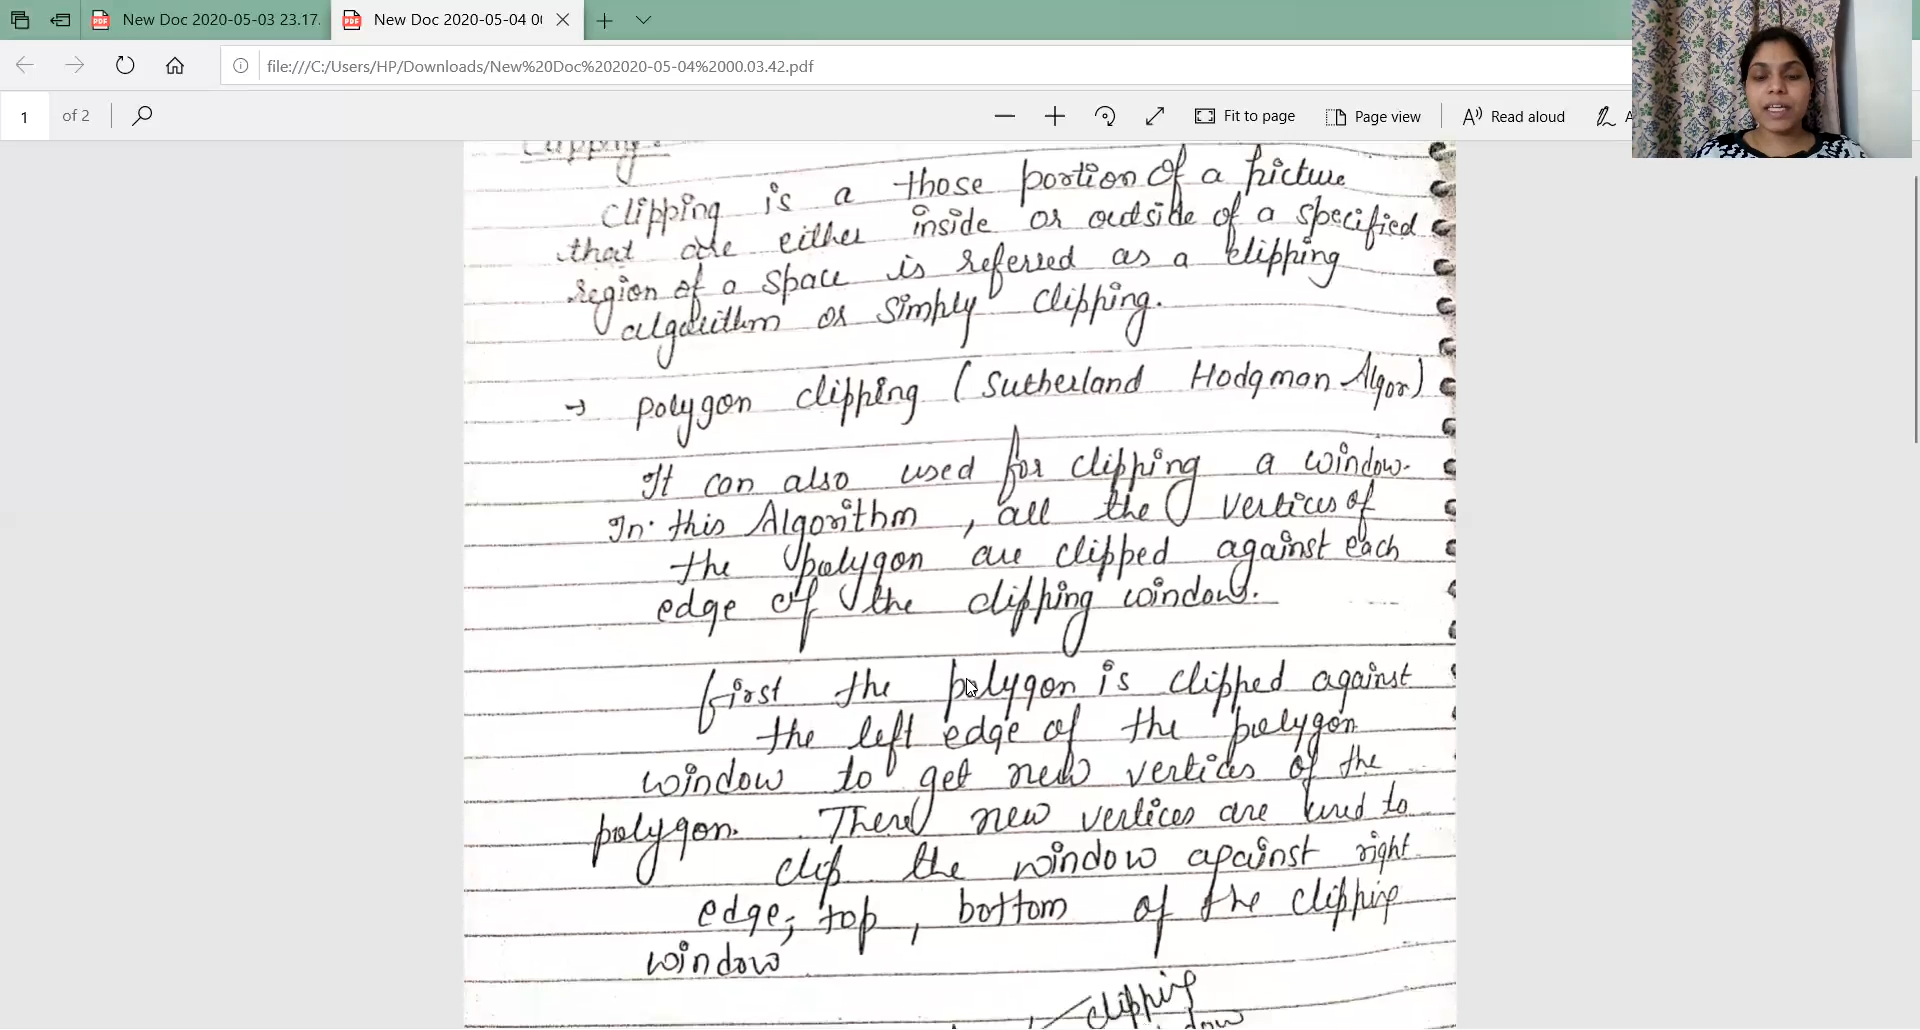 New Doc 2020-05-03 23.17.
New Doc 2020-05-04 0
file:///C:/Users/HP/Downloads/New%20Doc%202020-05-04%2000.03.42.pdf
1 of 2
Fit to page
Page view
Read aloud
Clipping:
Clipping is a those portion of a picture
that are either inside or outside of a specified
region of a space is referred as a clipping
algorithm or simply clipping.
→ Polygon clipping (Sutherland Hodgman Algor)
It can also used for clipping a window.
In this Algorithm, all the vertices of
the polygon are clipped against each
edge of the clipping window.
First the polygon is clipped against
the left edge of the polygon
window to get new vertices of the
polygon. These new vertices are used to
clip the window against right
edge, top, bottom of the clipping
window
clipping
window